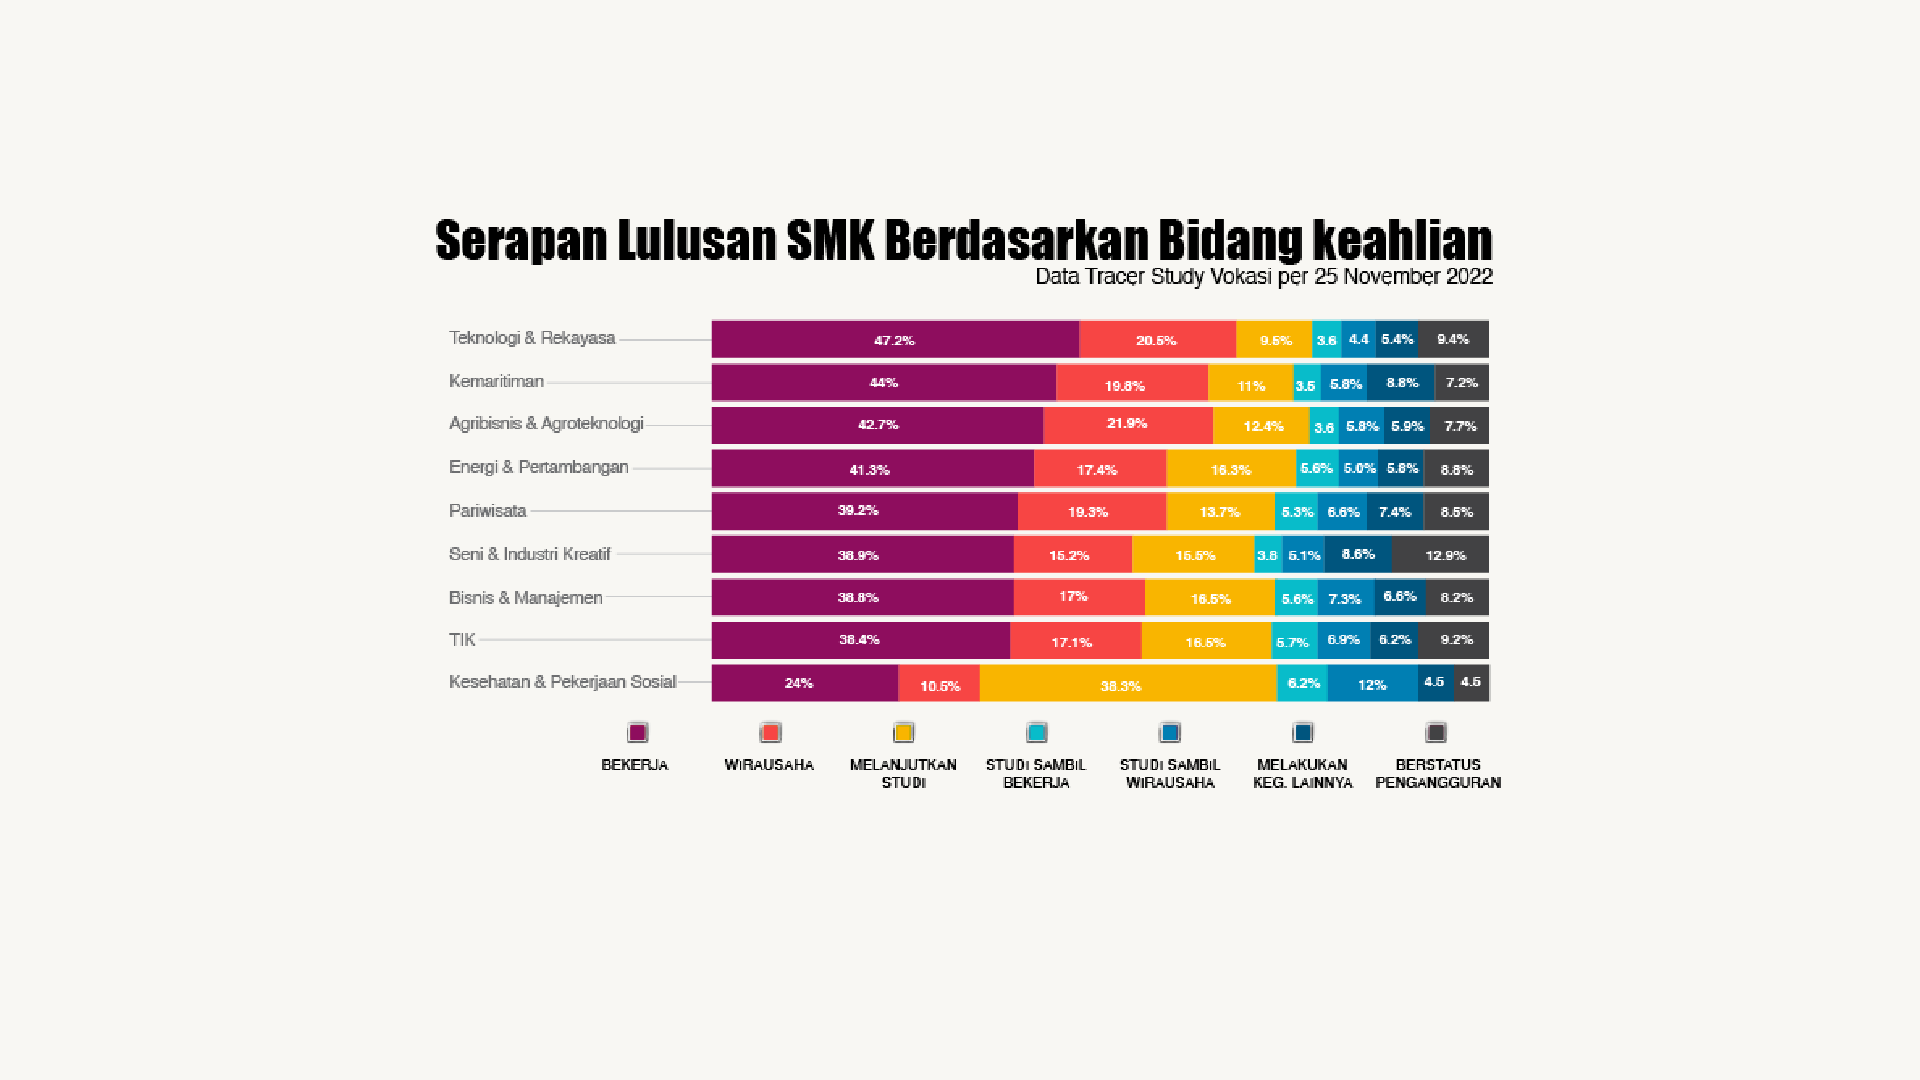 Serapan Lulusan SMK Berdasarkan Bidang keahlian
Data Tracer Study Vokasi per 25 November 2022
Teknologi & Rekayasa 47.2% 20.5% 9.5% 3.6 4.4 5.4% 9.4%
Kemaritiman 44% 19.8% 11% 3.5 5.8% 8.8% 7.2%
Agribisnis & Agroteknologi 42.7% 21.9% 12.4% 3.6 5.8% 5.9% 7.7%
Energi & Pertambangan 41.3% 17.4% 16.3% 5.6% 5.0% 5.8% 8.8%
Pariwisata 39.2% 19.3% 13.7% 5.3% 6.6% 7.4% 8.5%
Seni & Industri Kreatif 38.9% 15.2% 15.5% 5.1% 8.6% 12.9%
Bisnis & Manajemen 38.8% 17% 16.5% 5.6% 7.3% 6.6% 8.2%
TIK 38.4% 17.1% 16.5% 5.7% 6.9% 6.2% 9.2%
Kesehatan & Pekerjaan Sosial 24% 10.5% 38.3% 6.2% 12% 4.5 4.5
BEKERJA WIRAUSAHA MELANJUTKAN STUDI SAMBIL STUDI SAMBIL MELAKUKAN BERSTATUS
STUDI BEKERJA WIRAUSAHA KEG. LAINNYA PENGANGGURAN